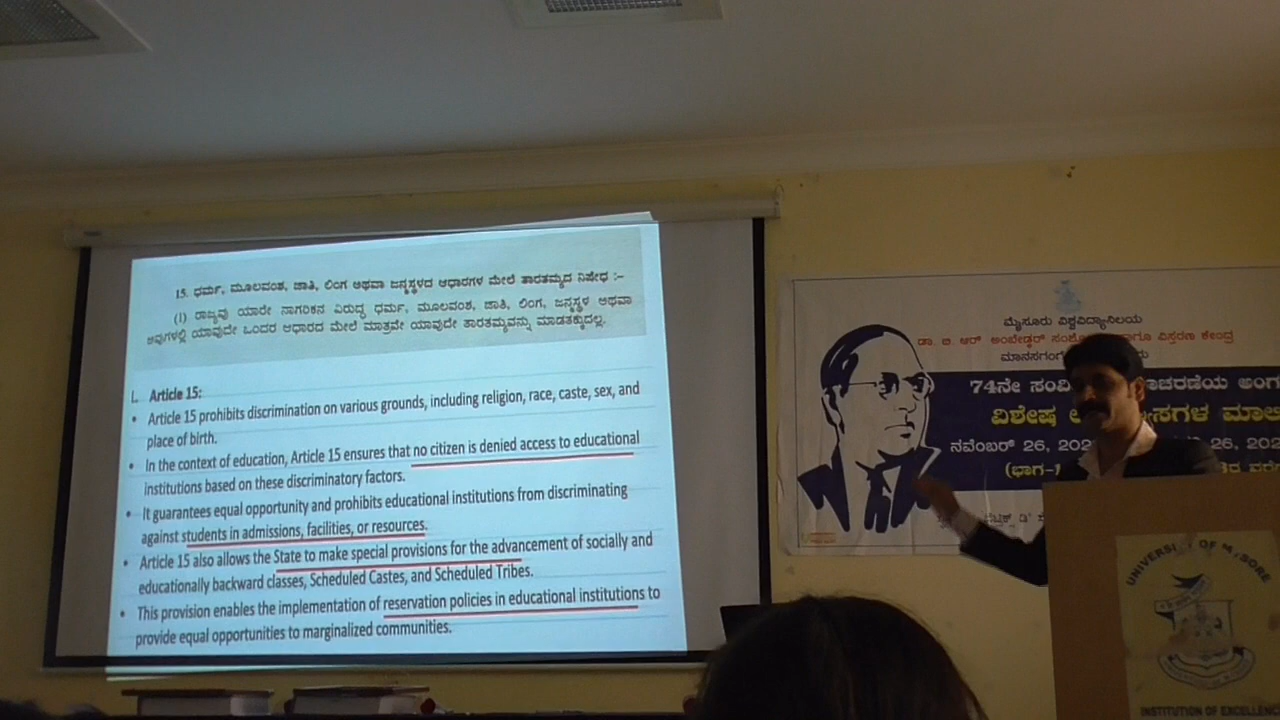 15. ಧರ್ಮ, ಮೂಲವಂಶ, ಜಾತಿ, ಲಿಂಗ ಅಥವಾ ಜನ್ಮಸ್ಥಳದ ಆಧಾರಗಳ ಮೇಲೆ ತಾರತಮ್ಯದ ನಿಷೇಧ :–
(1) ರಾಜ್ಯವು ಯಾರೇ ನಾಗರಿಕನ ವಿರುದ್ಧ ಧರ್ಮ, ಮೂಲವಂಶ, ಜಾತಿ, ಲಿಂಗ, ಜನ್ಮಸ್ಥಳ ಅಥವಾ
ಅವುಗಳಲ್ಲಿ ಯಾವುದೇ ಒಂದರ ಆಧಾರದ ಮೇಲೆ ಮಾತ್ರವೇ ಯಾವುದೇ ತಾರತಮ್ಯವನ್ನು ಮಾಡತಕ್ಕುದಲ್ಲ.
I. Article 15:
• Article 15 prohibits discrimination on various grounds, including religion, race, caste, sex, and
place of birth.
• In the context of education, Article 15 ensures that no citizen is denied access to educational
institutions based on these discriminatory factors.
• It guarantees equal opportunity and prohibits educational institutions from discriminating
against students in admissions, facilities, or resources.
• Article 15 also allows the State to make special provisions for the advancement of socially and
educationally backward classes, Scheduled Castes, and Scheduled Tribes.
• This provision enables the implementation of reservation policies in educational institutions to
provide equal opportunities to marginalized communities.
ಮೈಸೂರು ವಿಶ್ವವಿದ್ಯಾನಿಲಯ
ಡಾ. ಬಿ. ಆರ್ ಅಂಬೇಡ್ಕರ್ ವಿಸ್ತರಣ ಕೇಂದ್ರ
74ನೇ
ವಿಶೇಷ
ನವೆಂಬರ್ 26, 26,
UNIVERSITY OF MYSORE
INSTITUTION OF EXCELLENC